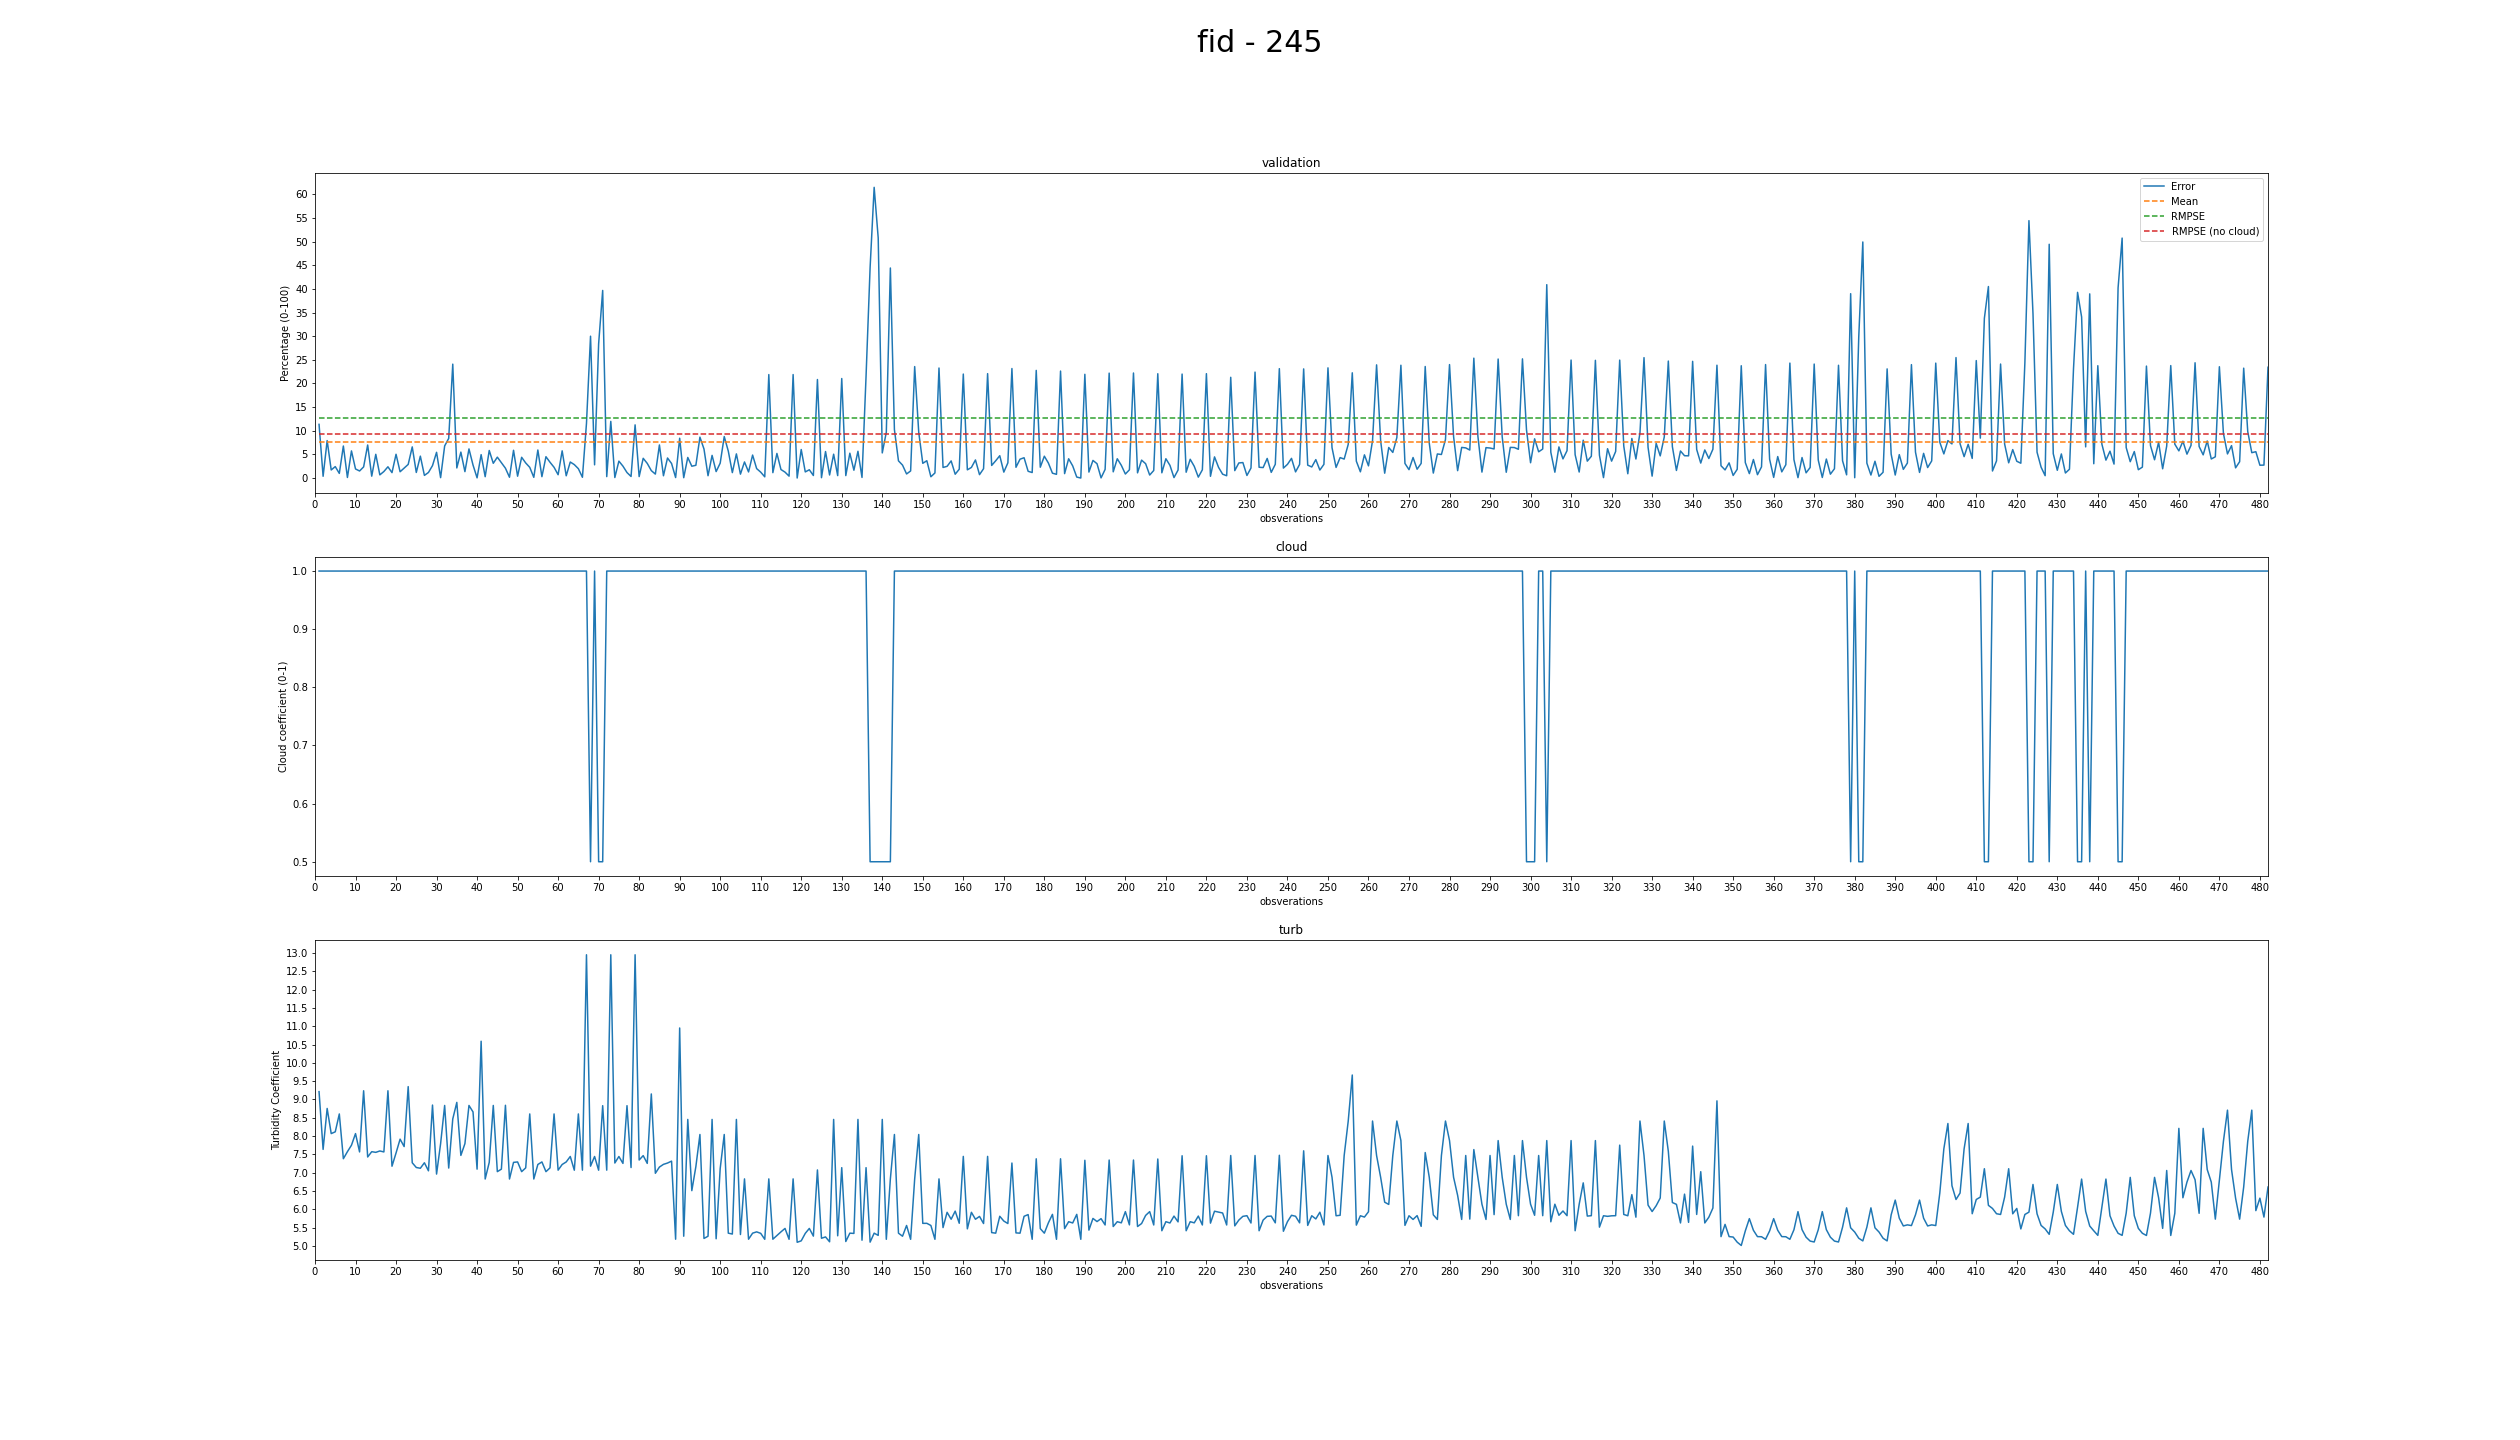 fid - 245
validation
Percentage (0-100)
60
55
50
45
40
35
30
25
20
15
10
5
0
Error
Mean
RMPSE
RMPSE (no cloud)
0 10 20 30 40 50 60 70 80 90 100 110 120 130 140 150 160 170 180 190 200 210 220 230 240 250 260 270 280 290 300 310 320 330 340 350 360 370 380 390 400 410 420 430 440 450 460 470 480
obsverations
cloud
Cloud coefficient (0-1)
1.0
0.9
0.8
0.7
0.6
0.5
0 10 20 30 40 50 60 70 80 90 100 110 120 130 140 150 160 170 180 190 200 210 220 230 240 250 260 270 280 290 300 310 320 330 340 350 360 370 380 390 400 410 420 430 440 450 460 470 480
obsverations
turb
Turbidity Coefficient
13.0
12.5
12.0
11.5
11.0
10.5
10.0
9.5
9.0
8.5
8.0
7.5
7.0
6.5
6.0
5.5
5.0
0 10 20 30 40 50 60 70 80 90 100 110 120 130 140 150 160 170 180 190 200 210 220 230 240 250 260 270 280 290 300 310 320 330 340 350 360 370 380 390 400 410 420 430 440 450 460 470 480
obsverations